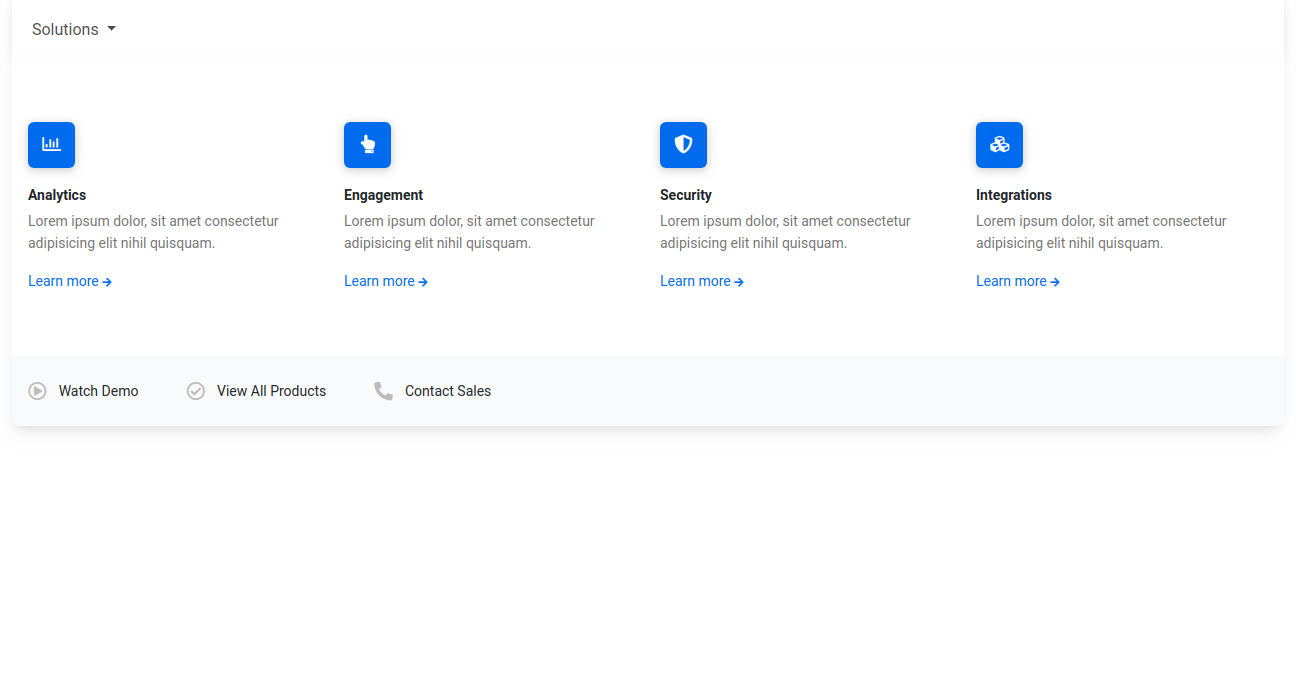 Solutions
Analytics
Lorem ipsum dolor, sit amet consectetur
adipisicing elit nihil quisquam.
Learn more
Engagement
Lorem ipsum dolor, sit amet consectetur
adipisicing elit nihil quisquam.
Learn more
Security
Lorem ipsum dolor, sit amet consectetur
adipisicing elit nihil quisquam.
Learn more
Integrations
Lorem ipsum dolor, sit amet consectetur
adipisicing elit nihil quisquam.
Learn more
Watch Demo
View All Products
Contact Sales